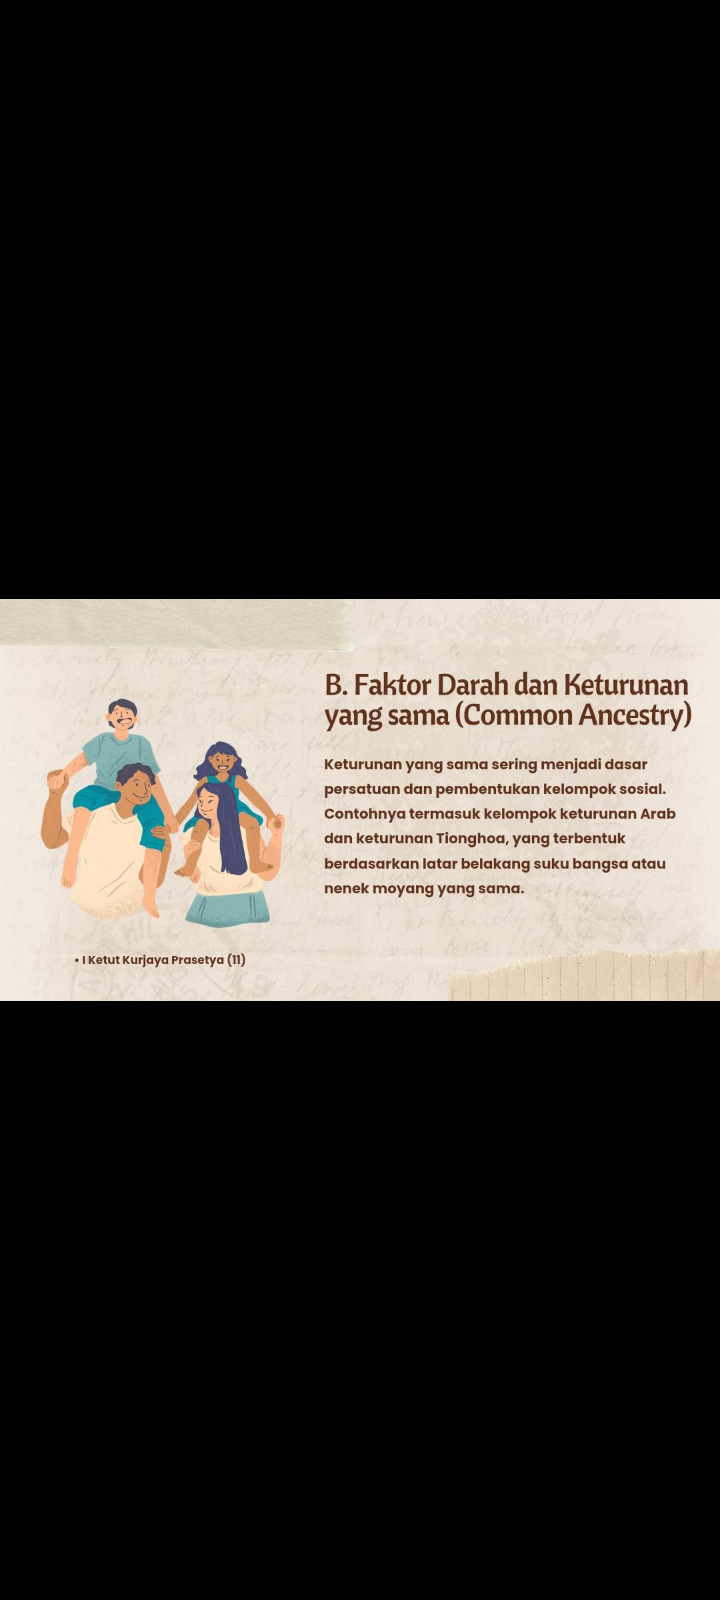 B. Faktor Darah dan Keturunan
yang sama (Common Ancestry)
Keturunan yang sama sering menjadi dasar
persatuan dan pembentukan kelompok sosial.
Contohnya termasuk kelompok keturunan Arab
dan keturunan Tionghoa, yang terbentuk
berdasarkan latar belakang suku bangsa atau
nenek moyang yang sama.
• I Ketut Kurjaya Prasetya (11)